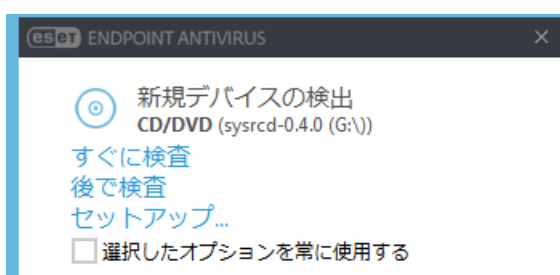 eset ENDPOINT ANTIVIRUS
新規デバイスの検出
CD/DVD (sysrcd-0.4.0 (G:\))
すぐに検査
後で検査
セットアップ...
選択したオプションを常に使用する